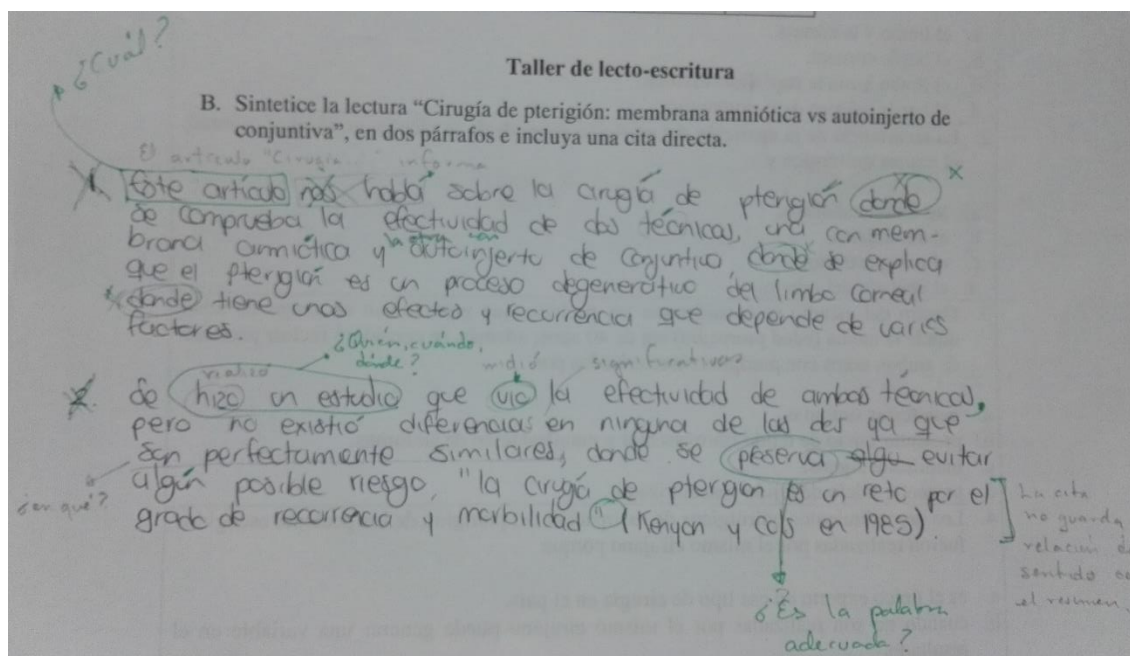 ¿Cuál?
Taller de lecto-escritura
B. Sintetice la lectura “Cirugía de pterigión: membrana amniótica vs autoinjerto de
conjuntiva”, en dos párrafos e incluya una cita directa.
El artículo "Cirugía..." informa
Este artículo nos habla sobre la cirugía de pterigión donde x
se comprueba la efectividad de dos técnicas, una con mem-
brana amniótica y autoinjerto de conjuntiva, donde se explica
que el pterigión es un proceso degenerativo del limbo corneal
donde tiene unos efectos y recurrencia que depende de varios
factores.
¿Quién, cuándo,
dónde?
realizó midió significativas
se hizo un estudio que vio la efectividad de ambas técnicas,
pero no existió diferencias en ninguna de las dos ya que
son perfectamente similares, donde se preserva algu evitar
¿en qué? algún posible riesgo, "la cirugía de pterigion es un reto por el
grado de recurrencia y morbilidad" (Kenyon y cols en 1985).
La cita
no guarda
relación
sentido
el resumen.
¿Es la palabra
adecuada?